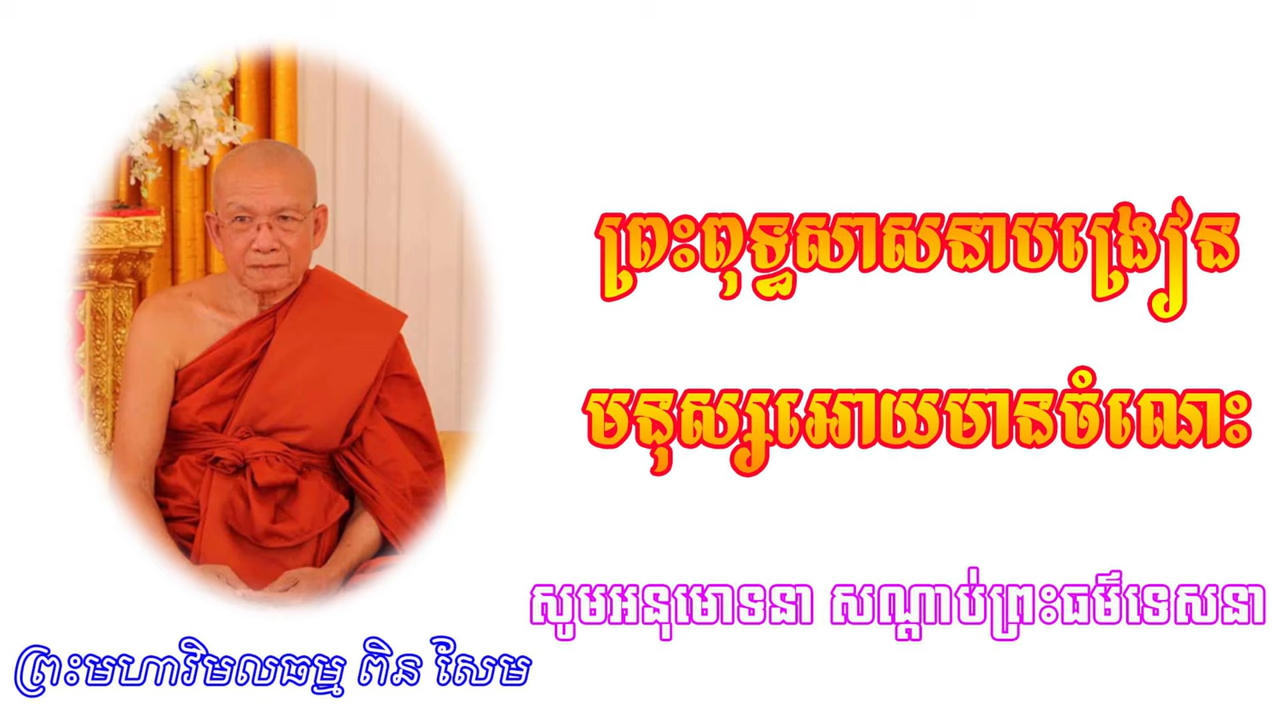 ព្រះពុទ្ធសាសនាបង្រៀន
មនុស្សអោយមានចំណេះ
សូមអនុមោទនា សណ្តាប់ព្រះធម៌ទេសនា
ព្រះមហាវិមលធម្ម ពិន សែម